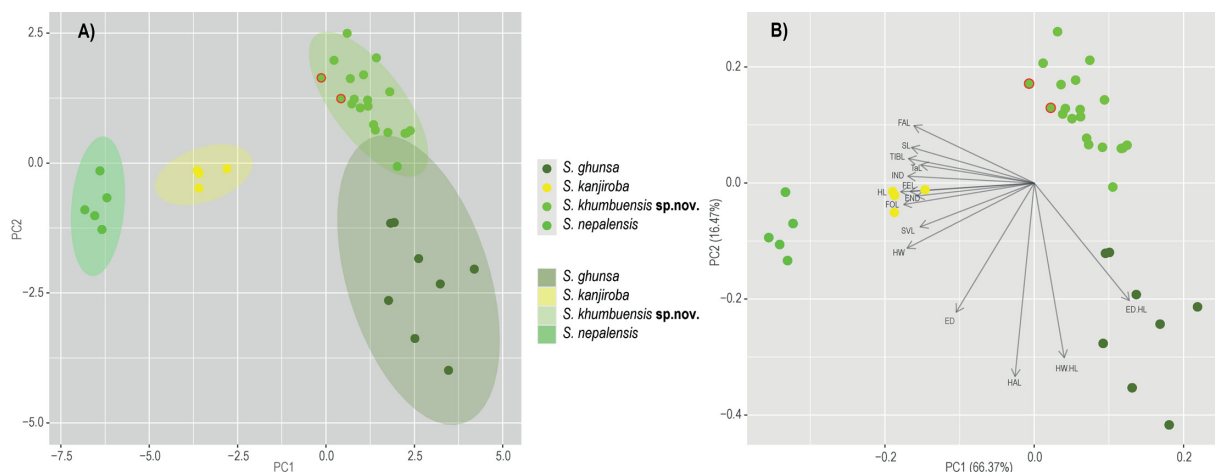 A)
2.5
0.0
−2.5
−5.0
PC2
−7.5
−5.0
−2.5
0.0
2.5
5.0
PC1
S. ghunsa
S. kanjiroba
S. khumbuensis sp.nov.
S. nepalensis
S. ghunsa
S. kanjiroba
S. khumbuensis sp.nov.
S. nepalensis
B)
0.2
0.0
−0.2
−0.4
PC2 (16.47%)
FAL
SL
TIBL
TaL
IND
FEL
HL
END
FOL
SVL
HW
ED
HAL
HW.HL
ED.HL
−0.2
0.0
0.2
PC1 (66.37%)